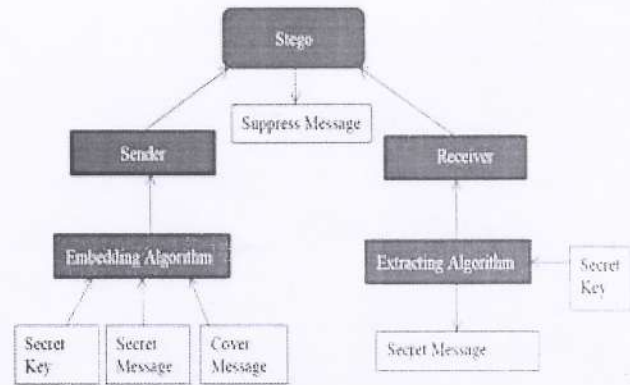 Stego
Suppress Message
Sender
Receiver
Embedding Algorithm
Extracting Algorithm
Secret
Key
Secret
Key
Secret
Message
Cover
Message
Secret Message